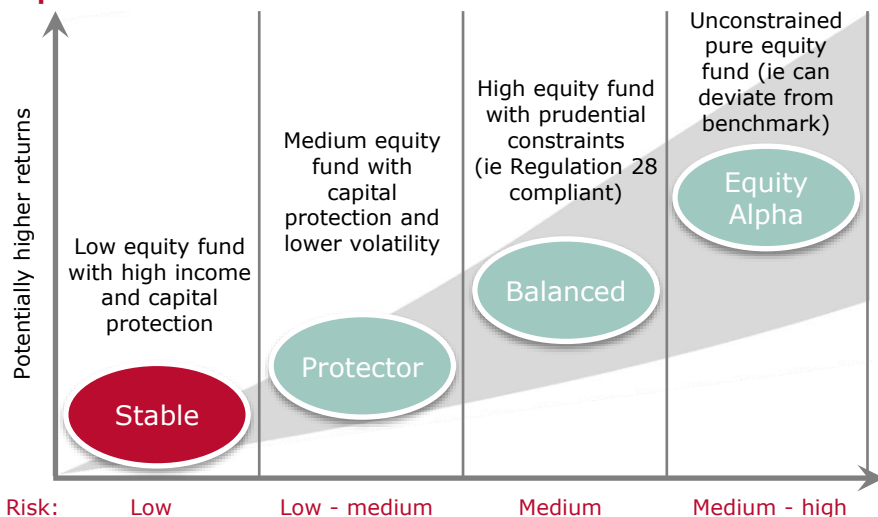 Potentially higher returns
Low equity fund
with high income
and capital
protection
Stable
Medium equity
fund with
capital
protection and
lower volatility
Protector
High equity fund
with prudential
constraints
(ie Regulation 28
compliant)
Balanced
Unconstrained
pure equity
fund (ie can
deviate from
benchmark)
Equity
Alpha
Risk: Low Low - medium Medium Medium - high